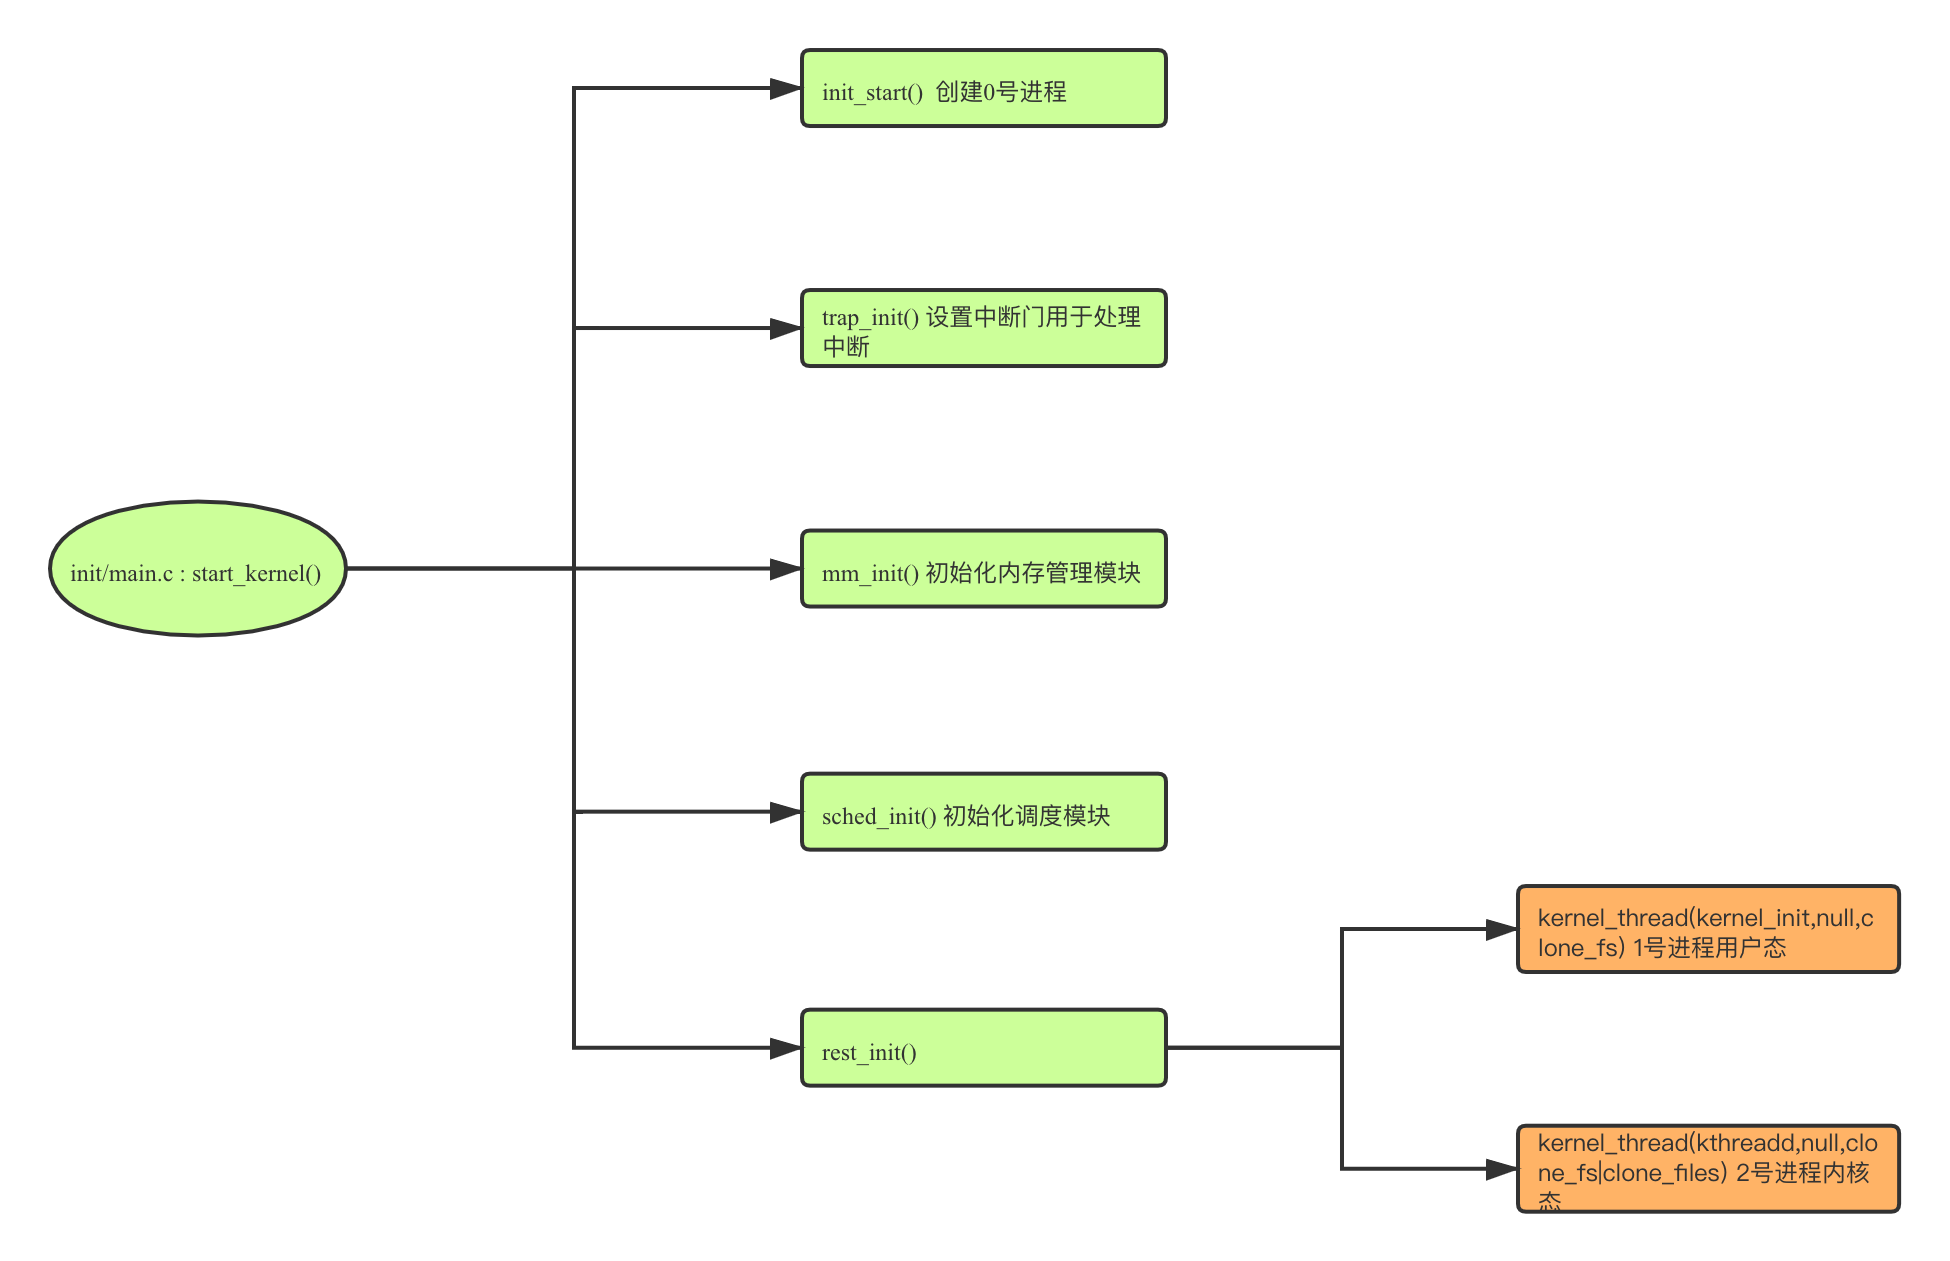 init_start()  创建0号进程
trap_init() 设置中断门用于处理
中断
init/main.c : start_kernel()
mm_init() 初始化内存管理模块
sched_init() 初始化调度模块
rest_init()
kernel_thread(kernel_init,null,c
lone_fs) 1号进程用户态
kernel_thread(kthreadd,null,clo
ne_fs|clone_files) 2号进程内核
态